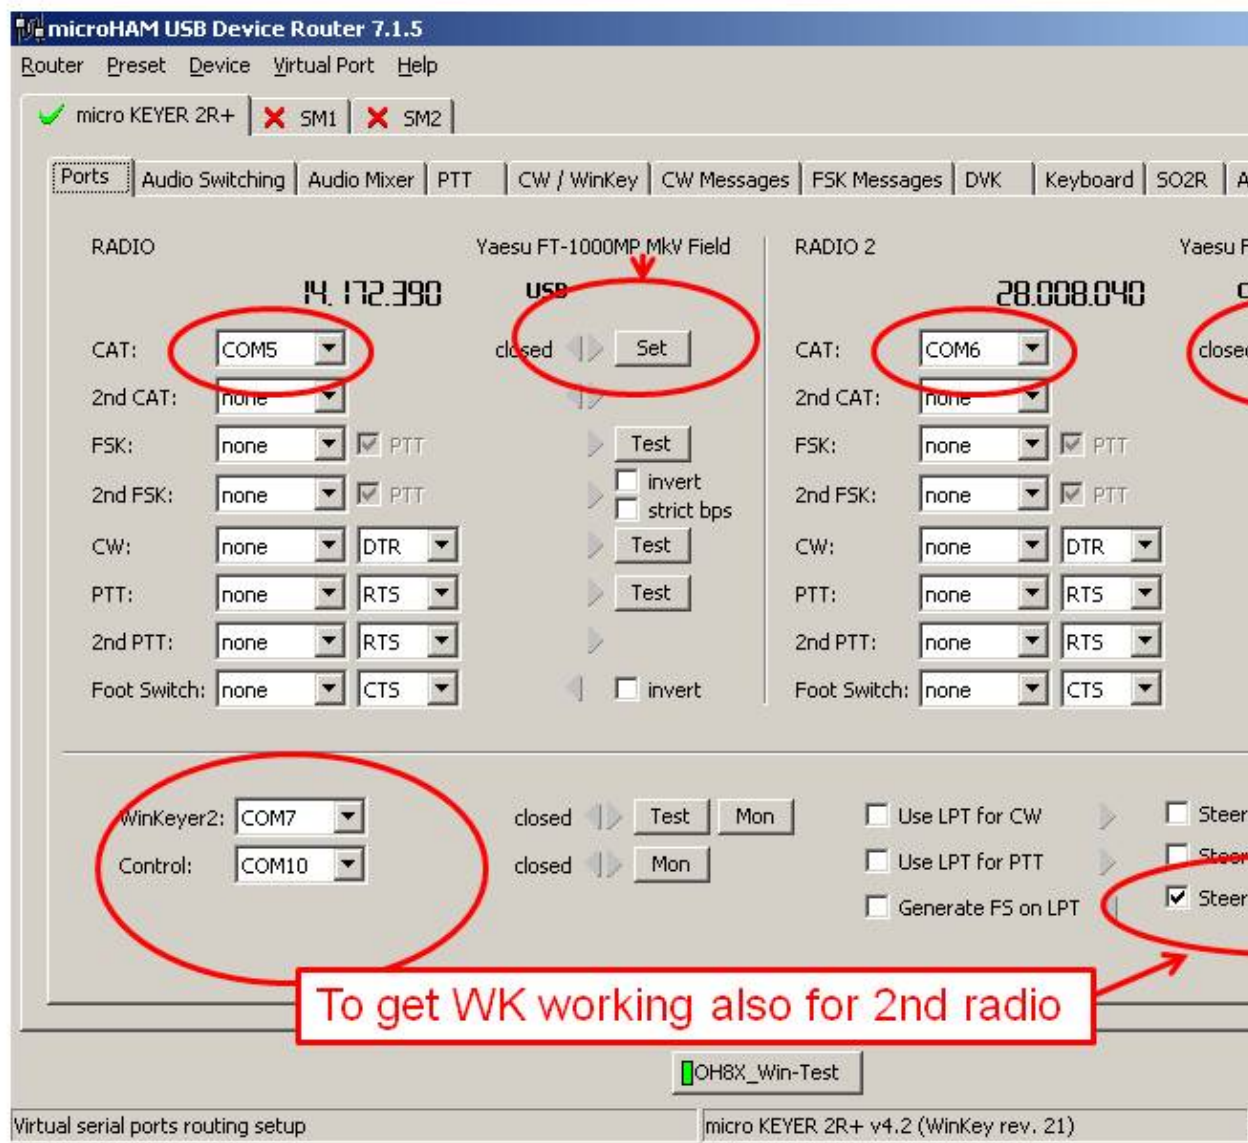 microHAM USB Device Router 7.1.5
Router Preset Device Virtual Port Help
micro KEYER 2R+ SM1 SM2
Ports Audio Switching Audio Mixer PTT CW / WinKey CW Messages FSK Messages DVK Keyboard SO2R A
RADIO Yaesu FT-1000MP MkV Field RADIO 2 Yaesu F
14.172.390 USB 28.008.040 C
CAT: COM5 closed Set CAT: COM6 closed
2nd CAT: none 2nd CAT: none
FSK: none PTT Test FSK: none PTT
2nd FSK: none PTT invert 2nd FSK: none PTT
strict bps
CW: none DTR Test CW: none DTR
PTT: none RTS Test PTT: none RTS
2nd PTT: none RTS 2nd PTT: none RTS
Foot Switch: none CTS invert Foot Switch: none CTS
WinKeyer2: COM7 closed Test Mon Use LPT for CW Steer
Control: COM10 closed Mon Use LPT for PTT Steer
Generate FS on LPT Steer
To get WK working also for 2nd radio
OH8X_Win-Test
Virtual serial ports routing setup micro KEYER 2R+ v4.2 (WinKey rev. 21)